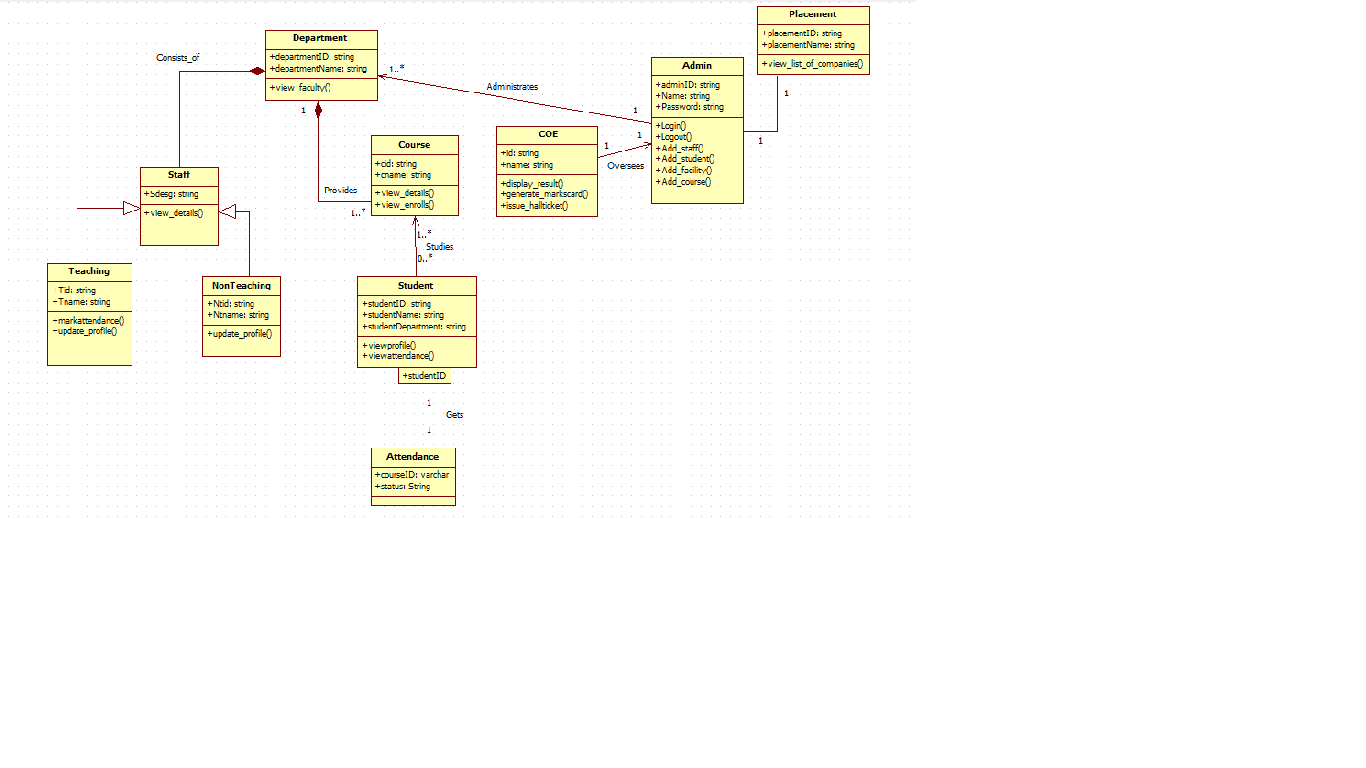 Placement
+placementID: string
+placementName: string
+view_list_of_companies()
Department
+departmentID: string
+departmentName: string
+view_faculty()
Consists_of
1..*
Administrates
1
Admin
+adminID: string
+Name: string
+Password: string
+Login()
+Logout()
+Add_staff()
+Add_student()
+Add_facility()
+Add_course()
1
1
1
Course
+cid: string
+cname: string
+view_details()
+view_enrolls()
COE
+id: string
+name: string
+display_result()
+generate_markscard()
+issue_hallticket()
1
1
Oversees
Staff
+Sdesg: string
+view_details()
Provides
1..*
1..*
Studies
0..*
Teaching
+Tid: string
+Tname: string
+markattendance()
+update_profile()
NonTeaching
+Ntid: string
+Ntname: string
+update_profile()
Student
+studentID: string
+studentName: string
+studentDepartment: string
+viewprofile()
+viewattendance()
+studentID
1
Gets
1
Attendance
+courseID: varchar
+status: String